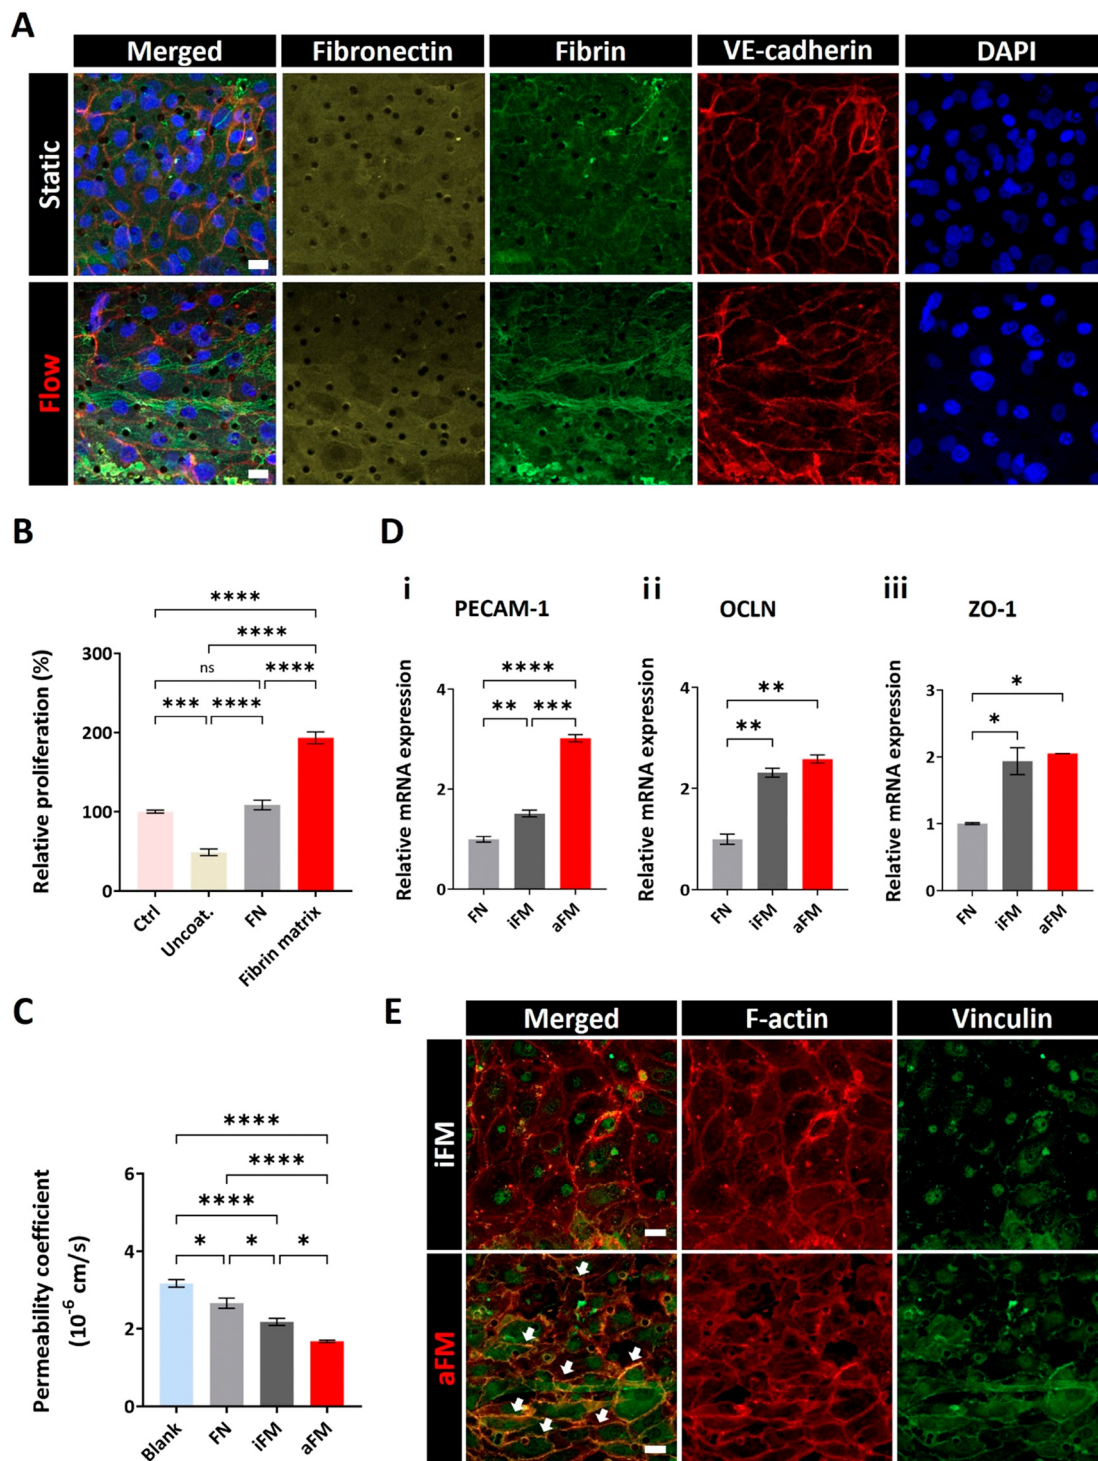 A
Merged Fibronectin Fibrin VE-cadherin DAPI
Static
Flow
B
**** 
**** 
ns ****
*** ****
Relative proliferation (%)
300
200
100
0
Ctrl Uncoat. FN Fibrin matrix
D
i
PECAM-1
****
** ***
Relative mRNA expression
4
2
0
FN iFM aFM
ii
OCLN
**
**
Relative mRNA expression
4
2
0
FN iFM aFM
iii
ZO-1
*
*
Relative mRNA expression
3
2
1
0
FN iFM aFM
C
****
****
****
* * *
Permeability coefficient
(10⁻⁶ cm/s)
6
4
2
0
Blank FN iFM aFM
E
Merged F-actin Vinculin
iFM
aFM